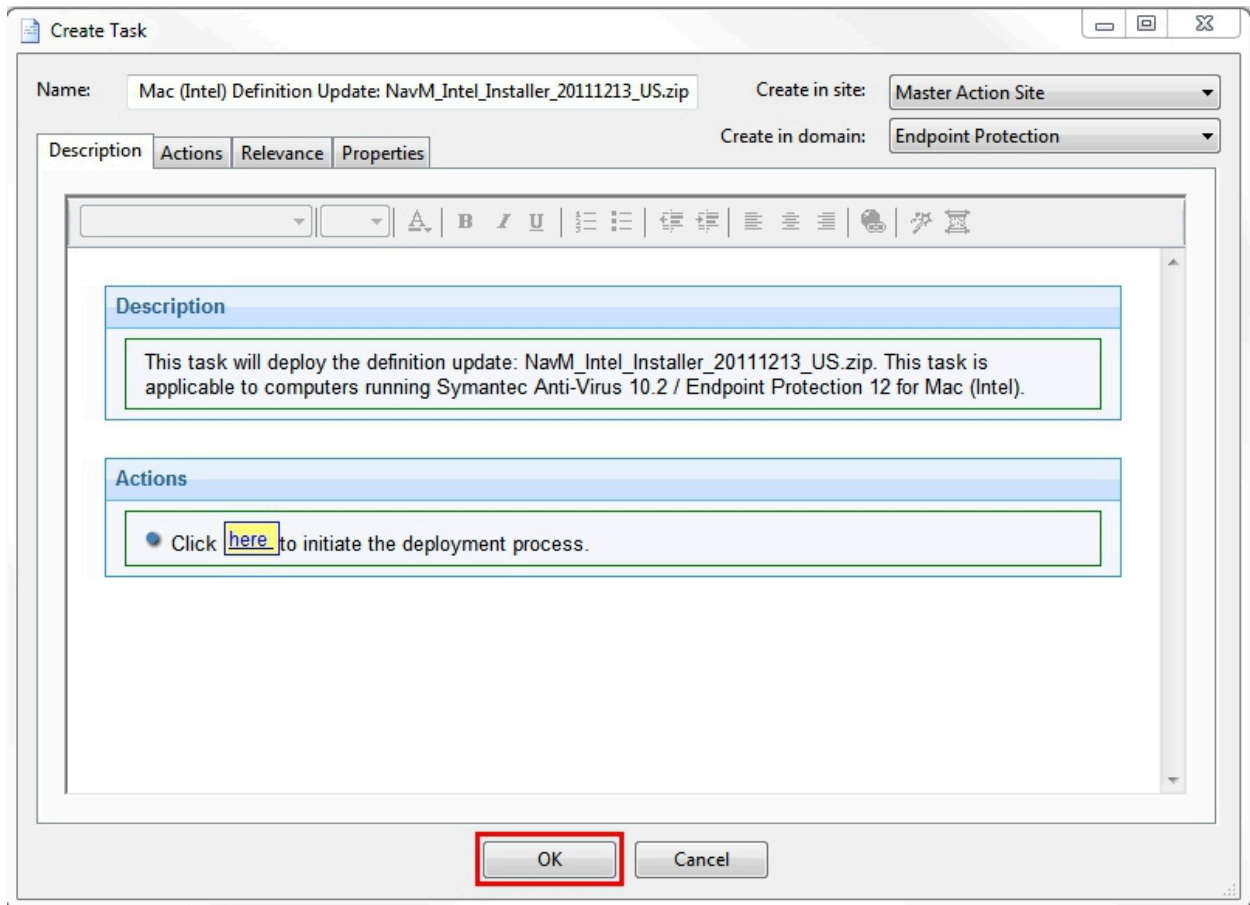 Create Task
Name: Mac (Intel) Definition Update: NavM_Intel_Installer_20111213_US.zip Create in site: Master Action Site
Create in domain: Endpoint Protection
Description Actions Relevance Properties
A B I U
Description
This task will deploy the definition update: NavM_Intel_Installer_20111213_US.zip. This task is
applicable to computers running Symantec Anti-Virus 10.2 / Endpoint Protection 12 for Mac (Intel).
Actions
Click here to initiate the deployment process.
OK Cancel